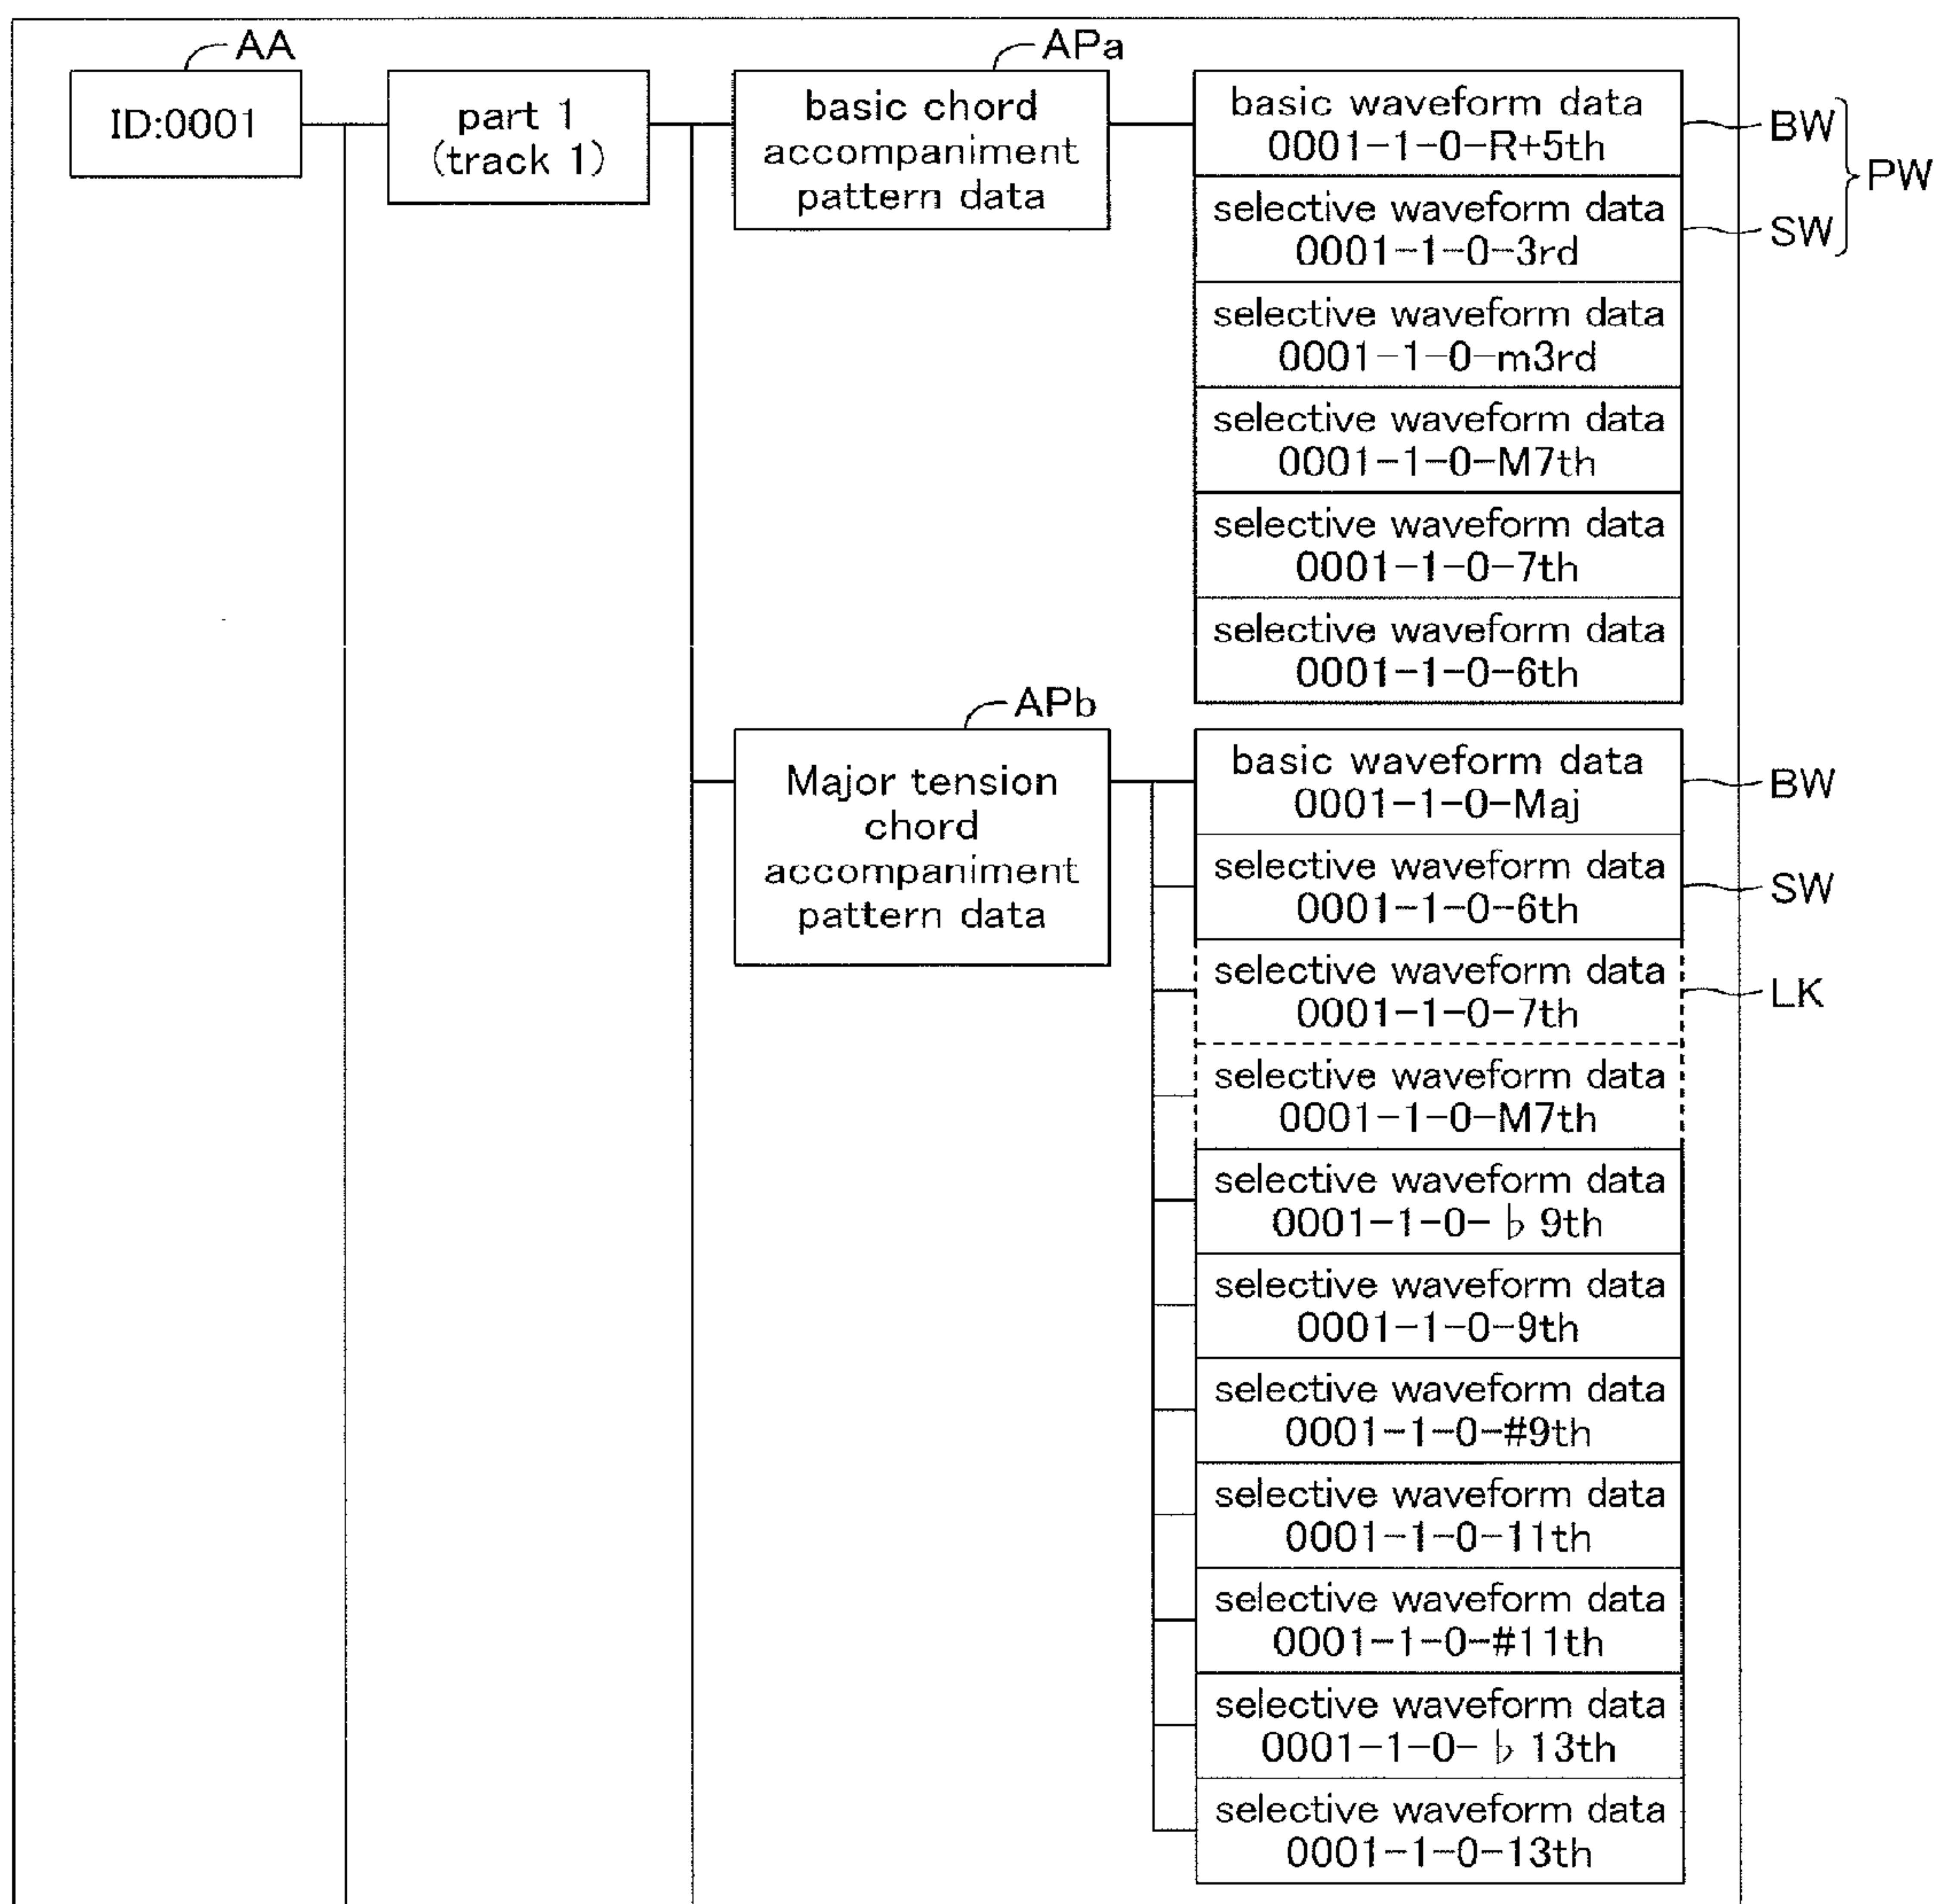 AA
ID:0001
part 1
(track 1)
APa
basic chord
accompaniment
pattern data
basic waveform data
0001-1-0-R+5th
BW
PW
selective waveform data
0001-1-0-3rd
SW
selective waveform data
0001-1-0-m3rd
selective waveform data
0001-1-0-M7th
selective waveform data
0001-1-0-7th
selective waveform data
0001-1-0-6th
APb
Major tension
chord
accompaniment
pattern data
basic waveform data
0001-1-0-Maj
BW
selective waveform data
0001-1-0-6th
SW
selective waveform data
0001-1-0-7th
LK
selective waveform data
0001-1-0-M7th
selective waveform data
0001-1-0-♭9th
selective waveform data
0001-1-0-9th
selective waveform data
0001-1-0-#9th
selective waveform data
0001-1-0-11th
selective waveform data
0001-1-0-#11th
selective waveform data
0001-1-0-♭13th
selective waveform data
0001-1-0-13th